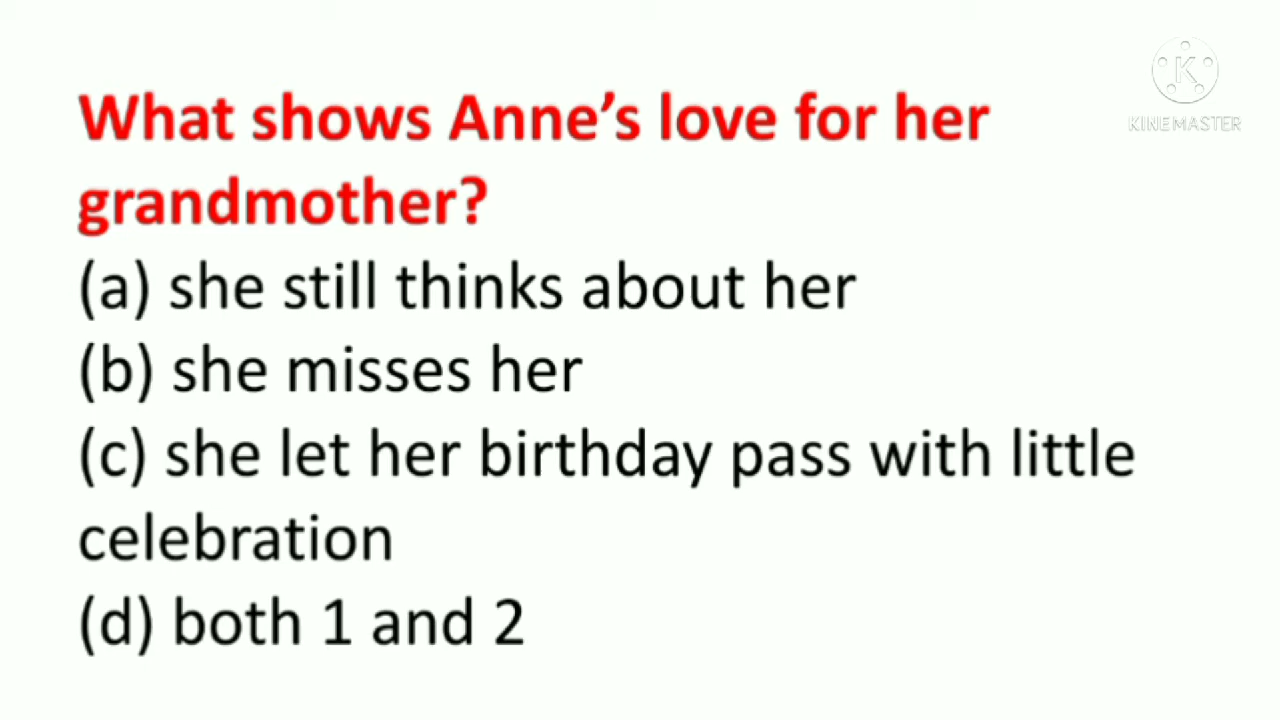 What shows Anne’s love for her
grandmother?
(a) she still thinks about her
(b) she misses her
(c) she let her birthday pass with little
celebration
(d) both 1 and 2
K
KINEMASTER